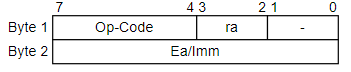 7 4 3 2 1 0
Byte 1 Op-Code ra -
Byte 2 Ea/Imm